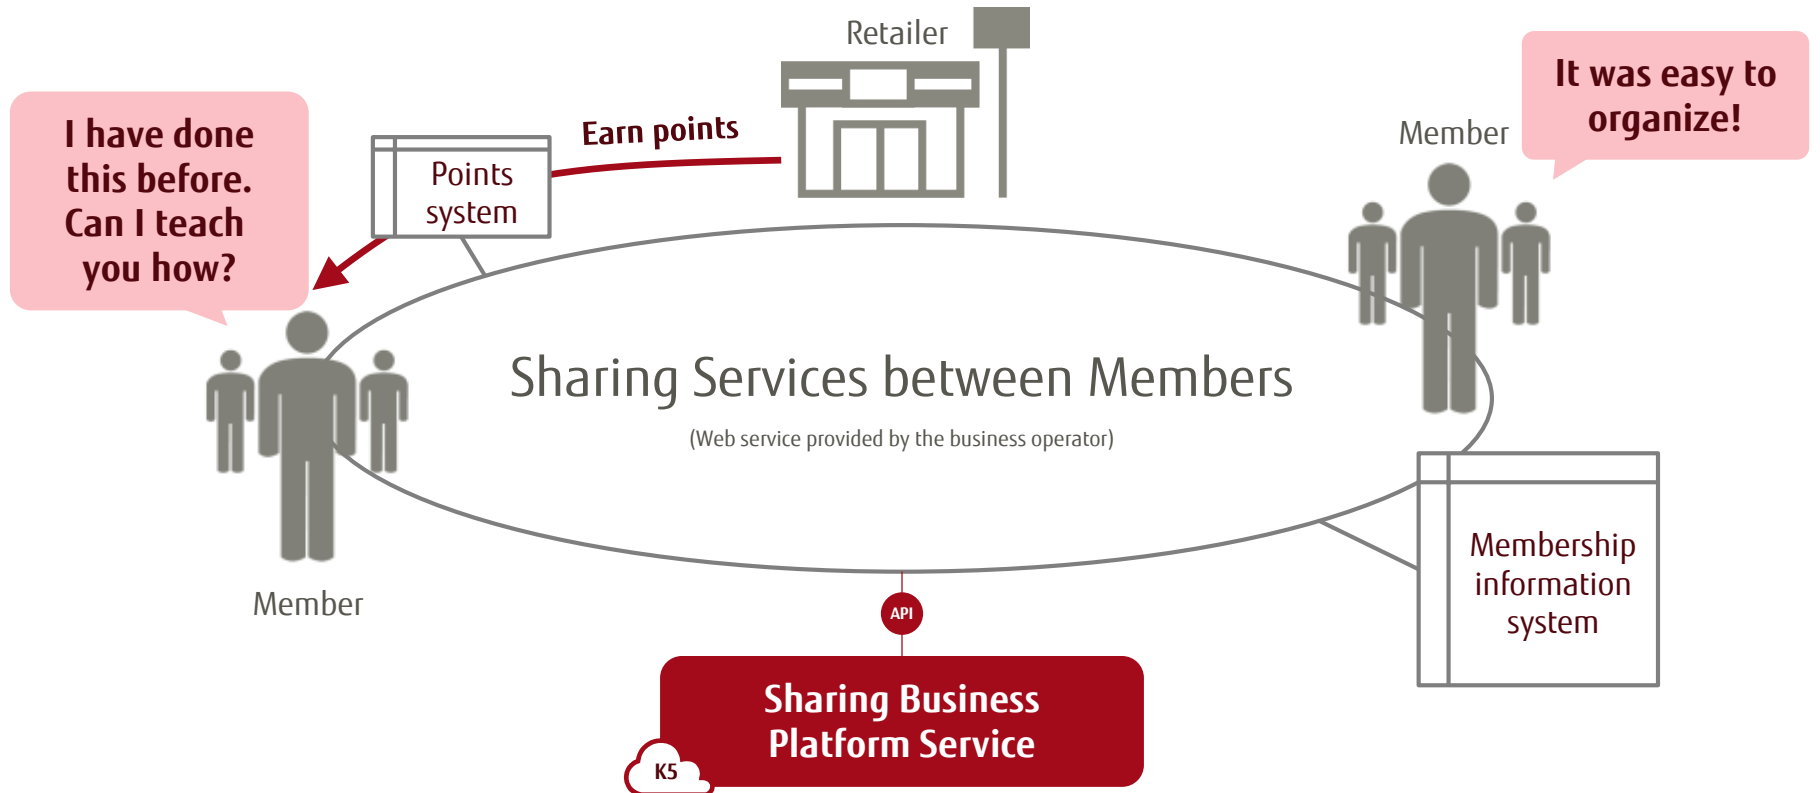 Retailer
It was easy to
organize!
I have done
this before.
Can I teach
you how?
Earn points
Member
Points
system
Sharing Services between Members
(Web service provided by the business operator)
Membership
information
system
Member
API
Sharing Business
Platform Service
K5